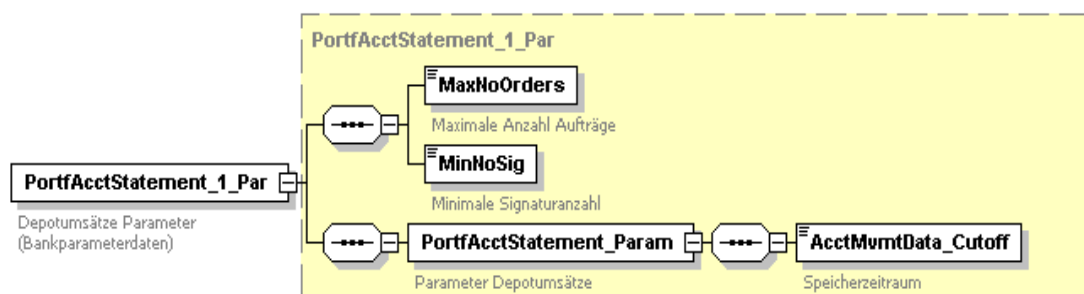 PortfAcctStatement_1_Par
MaxNoOrders
Maximale Anzahl Aufträge
MinNoSig
Minimale Signaturanzahl
PortfAcctStatement_1_Par
Depotumsätze Parameter
(Bankparameterdaten)
PortfAcctStatement_Param
Parameter Depotumsätze
AcctMvmtData_Cutoff
Speicherzeitraum